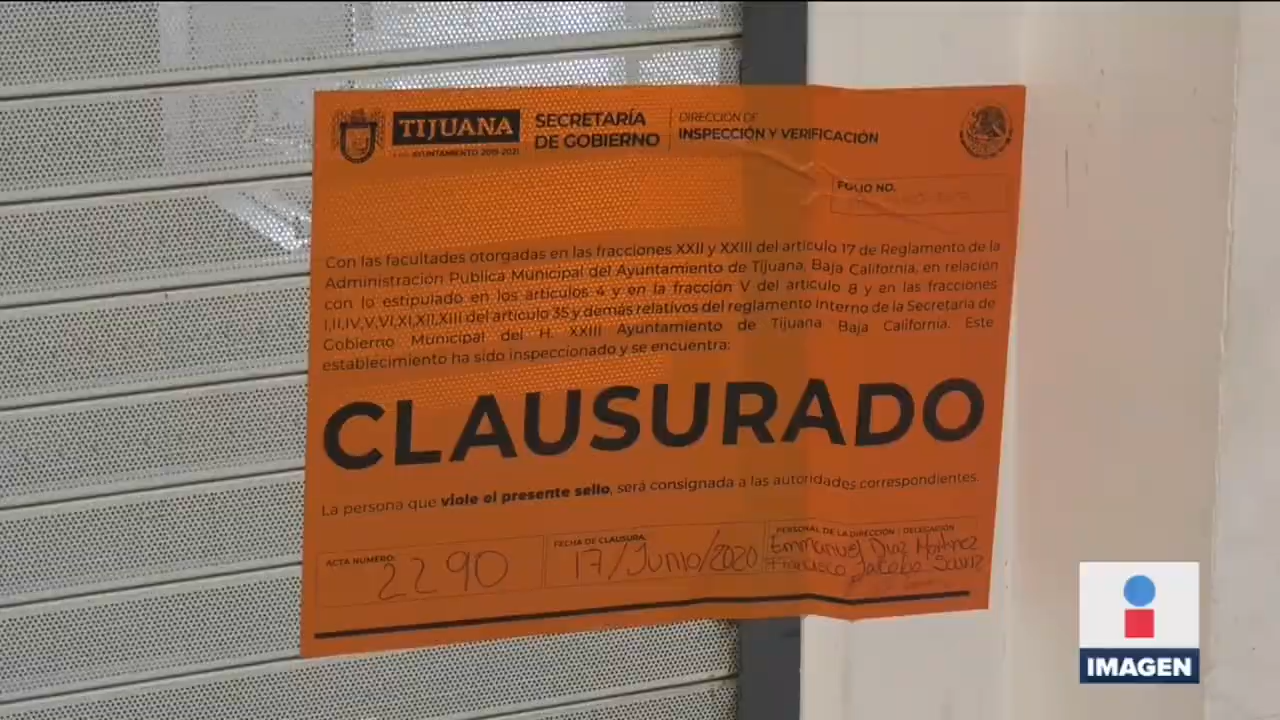 TIJUANA
AYUNTAMIENTO 2019-2021
SECRETARÍA
DE GOBIERNO
DIRECCIÓN DE
INSPECCIÓN Y VERIFICACIÓN
FOLIO NO.
Con las facultades otorgadas en las fracciones XXII y XXIII del artículo 17 de Reglamento de la
Administración Publica Municipal del Ayuntamiento de Tijuana, Baja California, en relación
con lo estipulado en los artículos 4 y en la fracción V del artículo 8 y en las fracciones
I,II,IV,V,VI,XI,XII,XIII del artículo 35 y demás relativos del reglamento Interno de la Secretaria de
Gobierno Municipal del H. XXIII Ayuntamiento de Tijuana Baja California. Este
establecimiento ha sido inspeccionado y se encuentra:
CLAUSURADO
La persona que viole el presente sello, será consignada a las autoridades correspondientes.
ACTA NUMERO:
2290
FECHA DE CLAUSURA:
17/Junio/2020
PERSONAL DE LA DIRECCIÓN / DELEGACIÓN
Emmanuel Diaz Martinez
Francisco Jacobo
IMAGEN